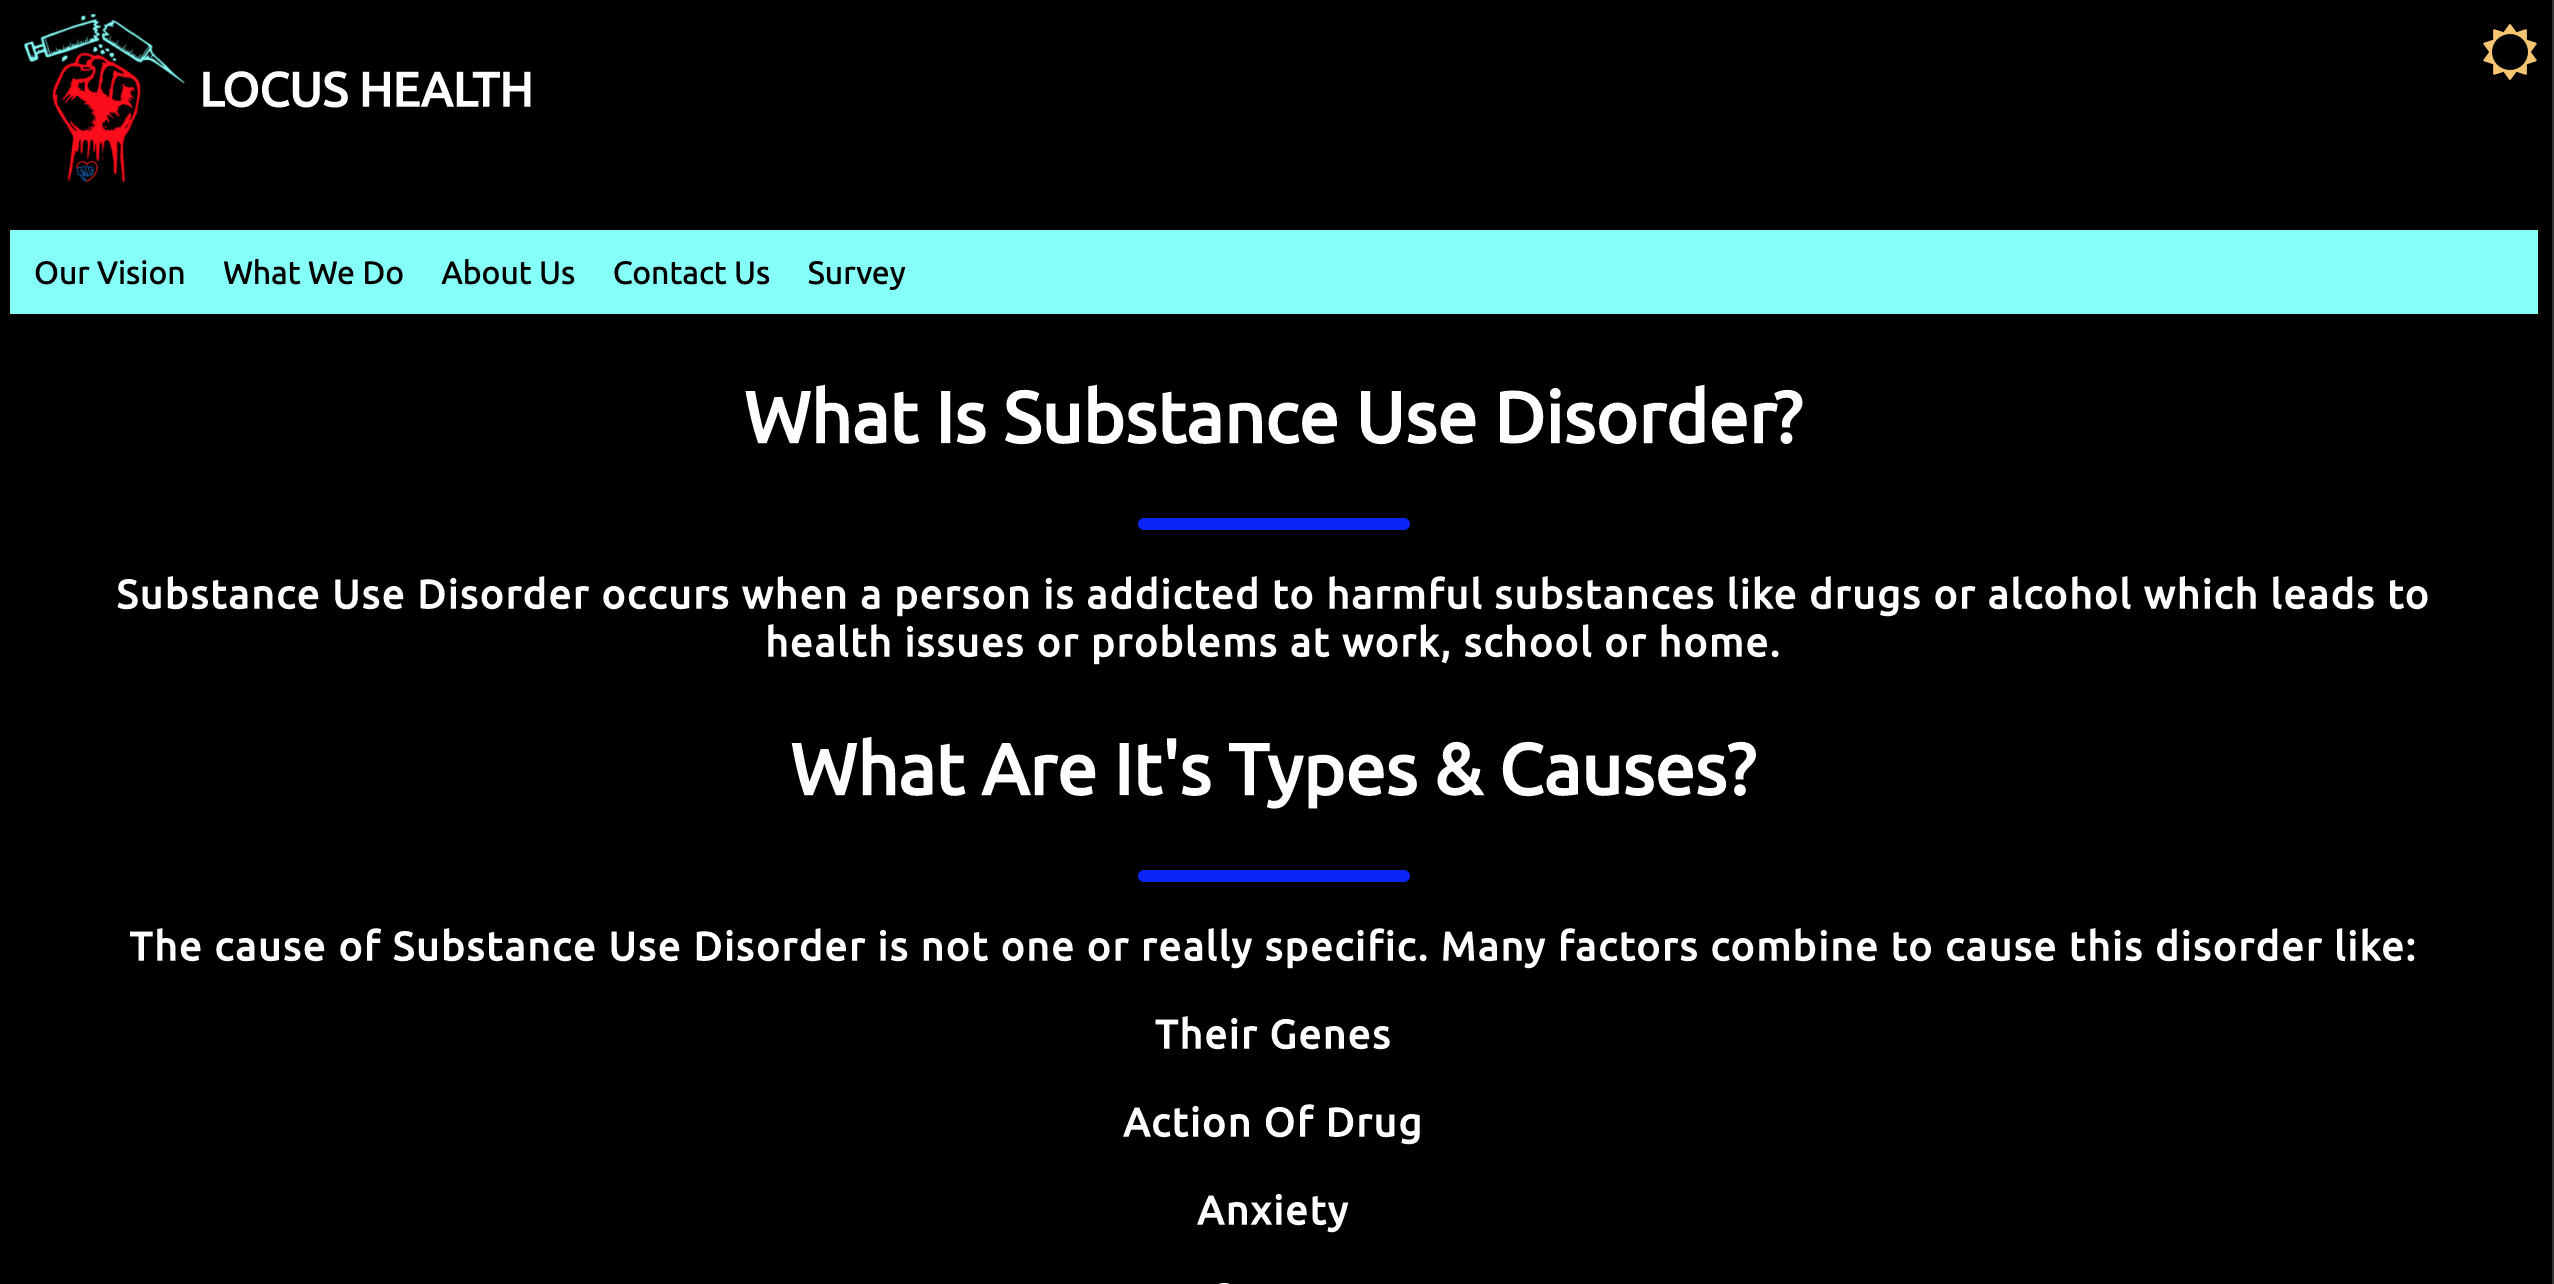 LOCUS HEALTH
Our Vision What We Do About Us Contact Us Survey
What Is Substance Use Disorder?
Substance Use Disorder occurs when a person is addicted to harmful substances like drugs or alcohol which leads to
health issues or problems at work, school or home.
What Are It's Types & Causes?
The cause of Substance Use Disorder is not one or really specific. Many factors combine to cause this disorder like:
Their Genes
Action Of Drug
Anxiety